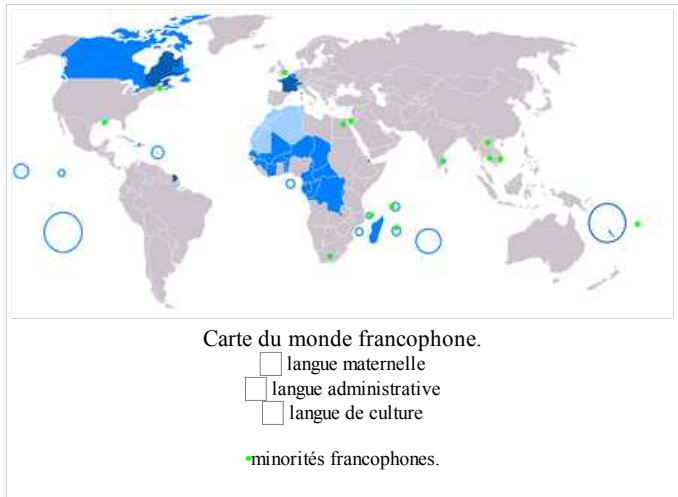 Carte du monde francophone.
langue maternelle
langue administrative
langue de culture
minorités francophones.